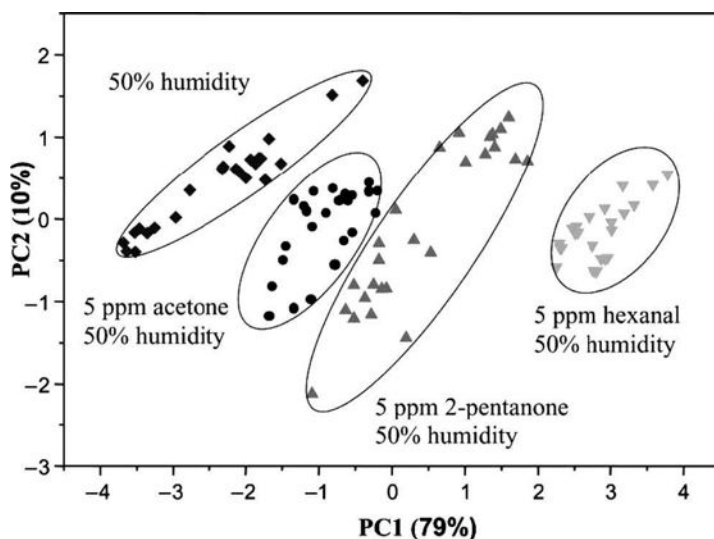 2
1
0
−1
−2
−3
PC2 (10%)
50% humidity
5 ppm acetone
50% humidity
5 ppm 2-pentanone
50% humidity
5 ppm hexanal
50% humidity
−4 −3 −2 −1 0 1 2 3 4
PC1 (79%)